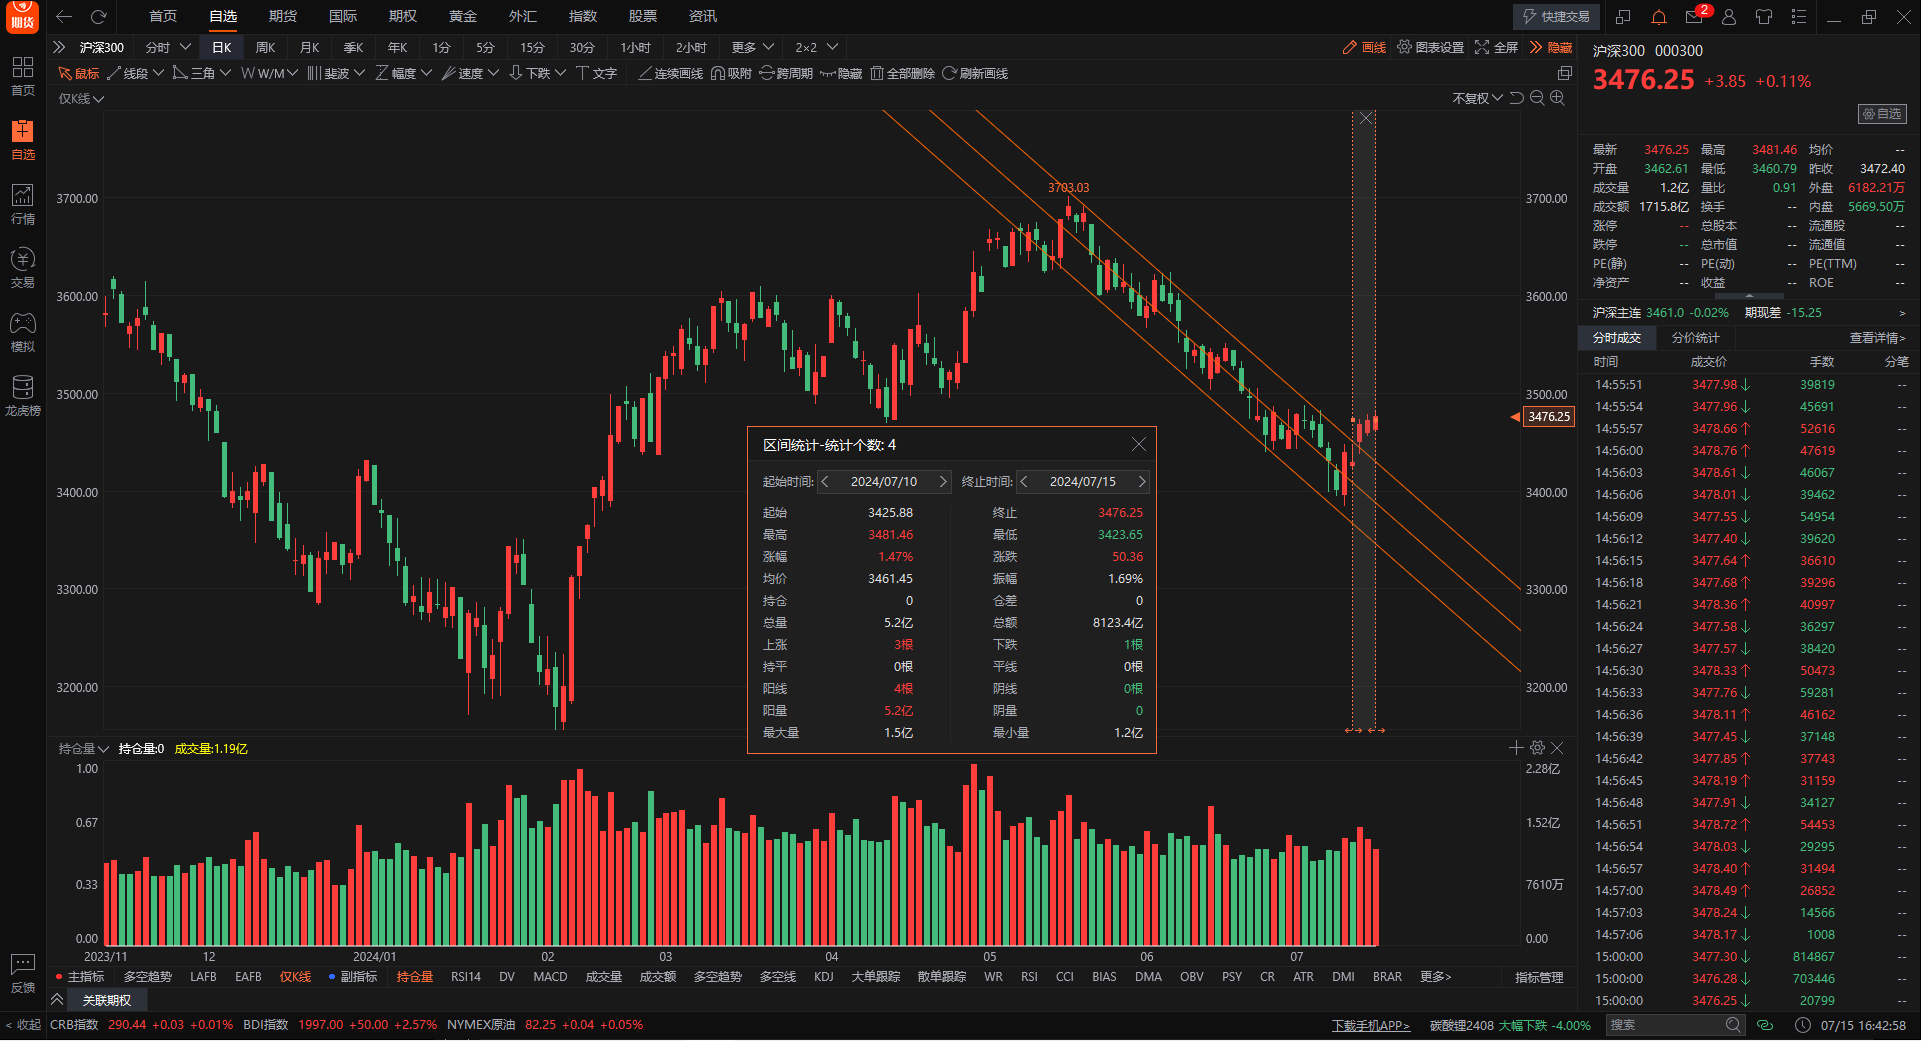 期货 首页 自选 期货 国际 期权 黄金 外汇 指数 股票 资讯 快捷交易 2
沪深300 分时 日K 周K 月K 季K 年K 1分 5分 15分 30分 1小时 2小时 更多 2×2 画线 图表设置 全屏 隐藏
鼠标 线段 三角 W/M 斐波 幅度 速度 下跌 文字 连续画线 吸附 跨周期 隐藏 全部删除 刷新画线
仅K线 不复权
首页
自选
行情
交易
模拟
龙虎榜
反馈
< 收起
3703.03
3700.00 3700.00
3600.00 3600.00
3500.00 3500.00
3476.25
3400.00 3400.00
3300.00 3300.00
3200.00 3200.00
区间统计-统计个数: 4
起始时间: 2024/07/10 终止时间: 2024/07/15
起始 3425.88 终止 3476.25
最高 3481.46 最低 3423.65
涨幅 1.47% 涨跌 50.36
均价 3461.45 振幅 1.69%
持仓 0 仓差 0
总量 5.2亿 总额 8123.4亿
上涨 3根 下跌 1根
持平 0根 平线 0根
阳线 4根 阴线 0根
阳量 5.2亿 阴量 0
最大量 1.5亿 最小量 1.2亿
持仓量 持仓量:0 成交量:1.19亿
1.00 2.28亿
0.67 1.52亿
0.33 7610万
0.00 0.00
2023/11 12 2024/01 02 03 04 05 06 07
主指标 多空趋势 LAFB EAFB 仅K线 副指标 持仓量 RSI14 DV MACD 成交量 成交额 多空趋势 多空线 KDJ 大单跟踪 散单跟踪 WR RSI CCI BIAS DMA OBV PSY CR ATR DMI BRAR 更多> 指标管理
关联期权
CRB指数 290.44 +0.03 +0.01% BDI指数 1997.00 +50.00 +2.57% NYMEX原油 82.25 +0.04 +0.05% 下载手机APP> 碳酸锂2408 大幅下跌 -4.00% 搜索 07/15 16:42:58
沪深300 000300
3476.25 +3.85 +0.11%
自选
最新 3476.25 最高 3481.46 均价 --
开盘 3462.61 最低 3460.79 昨收 3472.40
成交量 1.2亿 量比 0.91 外盘 6182.21万
成交额 1715.8亿 换手 -- 内盘 5669.50万
涨停 -- 总股本 -- 流通股 --
跌停 -- 总市值 -- 流通值 --
PE(静) -- PE(动) -- PE(TTM) --
净资产 -- 收益 -- ROE --
沪深主连 3461.0 -0.02% 期现差 -15.25 >
分时成交 分价统计 查看详情>
时间 成交价 手数 分笔
14:55:51 3477.98↓ 39819 --
14:55:54 3477.96↓ 45691 --
14:55:57 3478.66↑ 52616 --
14:56:00 3478.76↑ 47619 --
14:56:03 3478.61↓ 46067 --
14:56:06 3478.01↓ 39462 --
14:56:09 3477.55↓ 54954 --
14:56:12 3477.40↓ 39620 --
14:56:15 3477.64↑ 36610 --
14:56:18 3477.68↑ 39296 --
14:56:21 3478.36↑ 40997 --
14:56:24 3477.58↓ 36297 --
14:56:27 3477.57↓ 38420 --
14:56:30 3478.33↑ 50473 --
14:56:33 3477.76↓ 59281 --
14:56:36 3478.11↑ 46162 --
14:56:39 3477.45↓ 37148 --
14:56:42 3477.85↑ 37743 --
14:56:45 3478.19↑ 31159 --
14:56:48 3477.91↓ 34127 --
14:56:51 3478.72↑ 54453 --
14:56:54 3478.03↓ 29295 --
14:56:57 3478.40↑ 31494 --
14:57:00 3478.49↑ 26852 --
14:57:03 3478.24↓ 14566 --
14:57:06 3478.17↓ 1008 --
15:00:00 3477.30↓ 814867 --
15:00:00 3476.28↓ 703446 --
15:00:00 3476.25↓ 20799 --